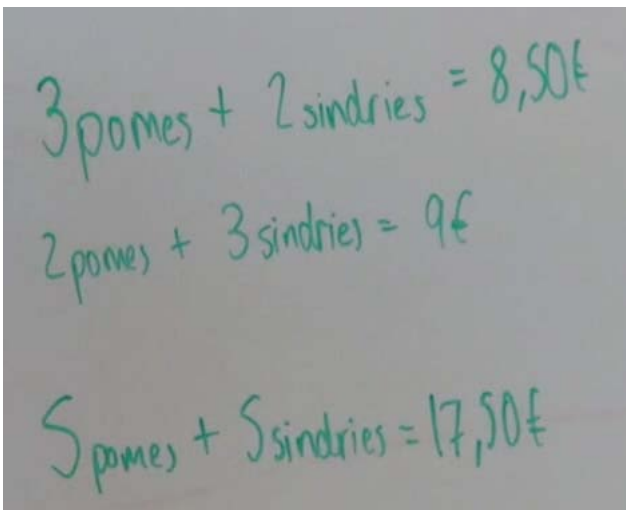 3 pomes + 2 sindries = 8,50€
2 pomes + 3 sindries = 9€
5 pomes + 5 sindries = 17,50€